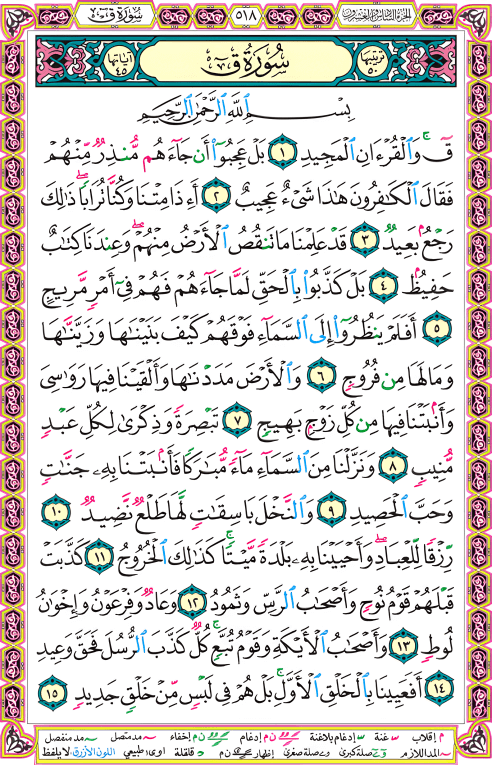 الجزء السادس والعشرون ٥١٨ سُورَةُ ق
ترتيبها ٥٠ سُورَةُ ق آياتها ٤٥
بِسْمِ ٱللَّهِ ٱلرَّحْمَٰنِ ٱلرَّحِيمِ
قٓ ۚ وَٱلْقُرْءَانِ ٱلْمَجِيدِ ١ بَلْ عَجِبُوٓا۟ أَن جَآءَهُم مُّنذِرٌ مِّنْهُمْ
فَقَالَ ٱلْكَٰفِرُونَ هَٰذَا شَىْءٌ عَجِيبٌ ٢ أَءِذَا مِتْنَا وَكُنَّا تُرَابًا ۖ ذَٰلِكَ
رَجْعٌۢ بَعِيدٌ ٣ قَدْ عَلِمْنَا مَا تَنقُصُ ٱلْأَرْضُ مِنْهُمْ ۖ وَعِندَنَا كِتَٰبٌ
حَفِيظٌۢ ٤ بَلْ كَذَّبُوا۟ بِٱلْحَقِّ لَمَّا جَآءَهُمْ فَهُمْ فِىٓ أَمْرٍ مَّرِيجٍ
٥ أَفَلَمْ يَنظُرُوٓا۟ إِلَى ٱلسَّمَآءِ فَوْقَهُمْ كَيْفَ بَنَيْنَٰهَا وَزَيَّنَّٰهَا
وَمَا لَهَا مِن فُرُوجٍ ٦ وَٱلْأَرْضَ مَدَدْنَٰهَا وَأَلْقَيْنَا فِيهَا رَوَٰسِىَ
وَأَنۢبَتْنَا فِيهَا مِن كُلِّ زَوْجٍۭ بَهِيجٍ ٧ تَبْصِرَةً وَذِكْرَىٰ لِكُلِّ عَبْدٍ
مُّنِيبٍ ٨ وَنَزَّلْنَا مِنَ ٱلسَّمَآءِ مَآءً مُّبَٰرَكًا فَأَنۢبَتْنَا بِهِۦ جَنَّٰتٍ
وَحَبَّ ٱلْحَصِيدِ ٩ وَٱلنَّخْلَ بَاسِقَٰتٍ لَّهَا طَلْعٌ نَّضِيدٌ ١٠
رِّزْقًا لِّلْعِبَادِ ۖ وَأَحْيَيْنَا بِهِۦ بَلْدَةً مَّيْتًا ۚ كَذَٰلِكَ ٱلْخُرُوجُ ١١ كَذَّبَتْ
قَبْلَهُمْ قَوْمُ نُوحٍ وَأَصْحَٰبُ ٱلرَّسِّ وَثَمُودُ ١٢ وَعَادٌ وَفِرْعَوْنُ وَإِخْوَٰنُ
لُوطٍ ١٣ وَأَصْحَٰبُ ٱلْأَيْكَةِ وَقَوْمُ تُبَّعٍ ۚ كُلٌّ كَذَّبَ ٱلرُّسُلَ فَحَقَّ وَعِيدِ
١٤ أَفَعَيِينَا بِٱلْخَلْقِ ٱلْأَوَّلِ ۚ بَلْ هُمْ فِى لَبْسٍ مِّنْ خَلْقٍ جَدِيدٍ ١٥
م إقلاب غنة إدغام بلاغنة ن م إدغام ن م إخفاء مد متصل مد منفصل
المد اللازم صلة كبرى صلة صغرى إظهار ن م قلقلة طبيعي اللون الأزرق لا يلفظ